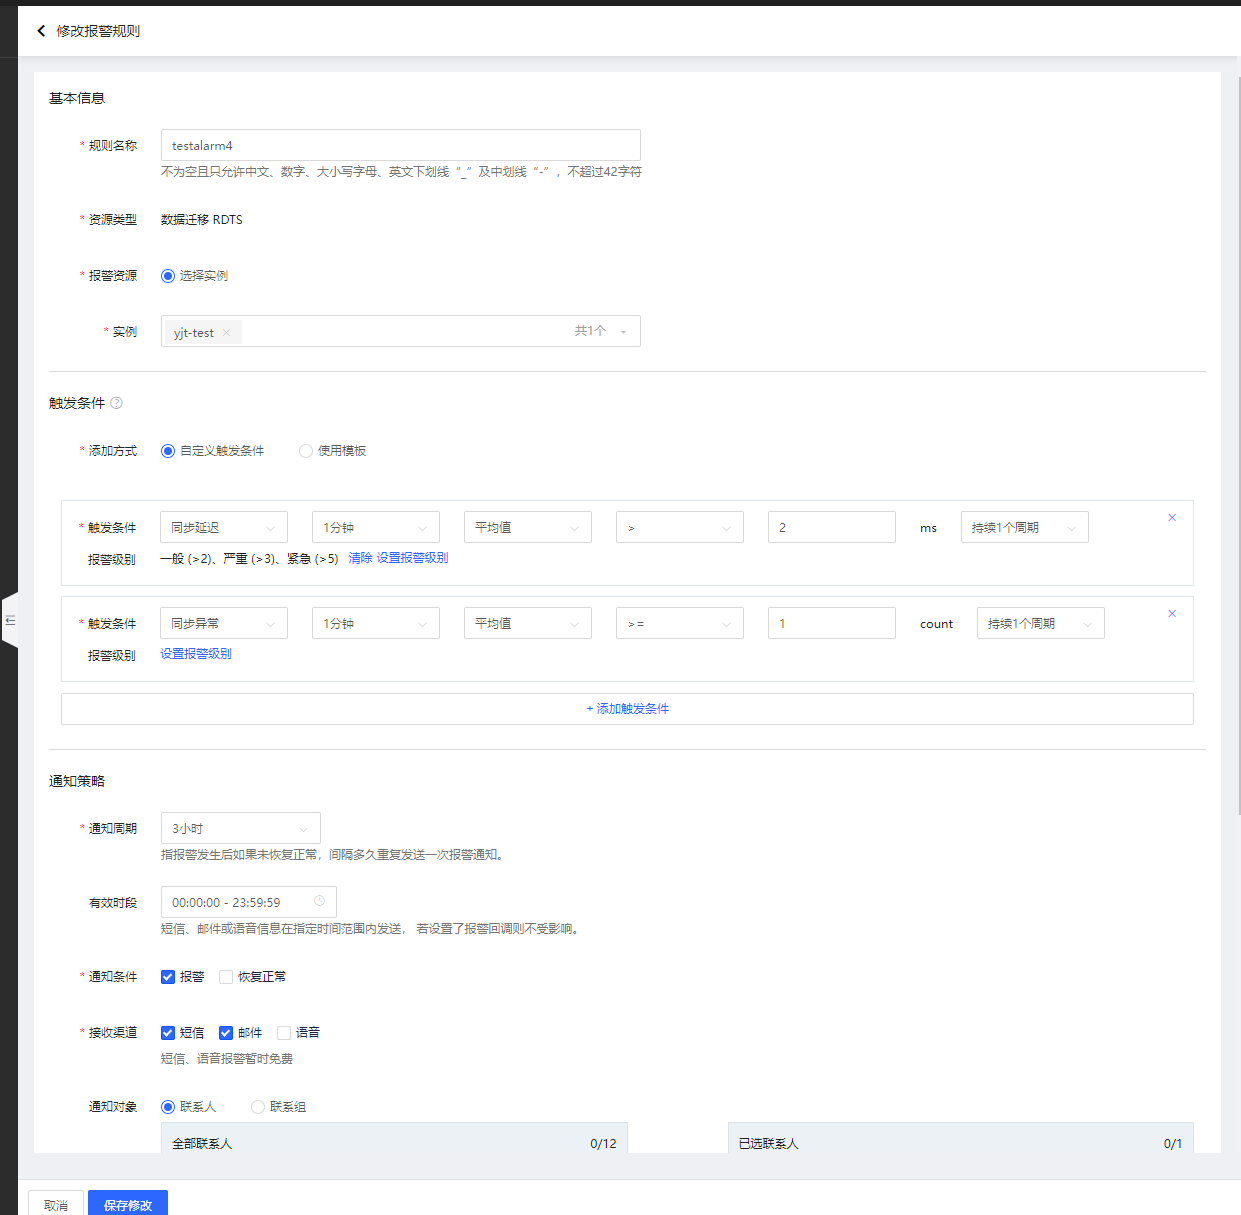 修改报警规则
基本信息
* 规则名称 testalarm4
不为空且只允许中文、数字、大小写字母、英文下划线“_”及中划线“-”，不超过42字符
* 资源类型 数据迁移 RDTS
* 报警资源 选择实例
* 实例 yjt-test × 共1个
触发条件 ?
* 添加方式 自定义触发条件 使用模板
* 触发条件 同步延迟 1分钟 平均值 > 2 ms 持续1个周期 ×
报警级别 一般 (>2)、严重 (>3)、紧急 (>5) 清除 设置报警级别
* 触发条件 同步异常 1分钟 平均值 >= 1 count 持续1个周期 ×
报警级别 设置报警级别
+ 添加触发条件
通知策略
* 通知周期 3小时
指报警发生后如果未恢复正常，间隔多久重复发送一次报警通知。
有效时段 00:00:00 - 23:59:59
短信、邮件或语音信息在指定时间范围内发送， 若设置了报警回调则不受影响。
* 通知条件 报警 恢复正常
* 接收渠道 短信 邮件 语音
短信、语音报警暂时免费
通知对象 联系人 联系组
全部联系人 0/12 已选联系人 0/1
取消 保存修改